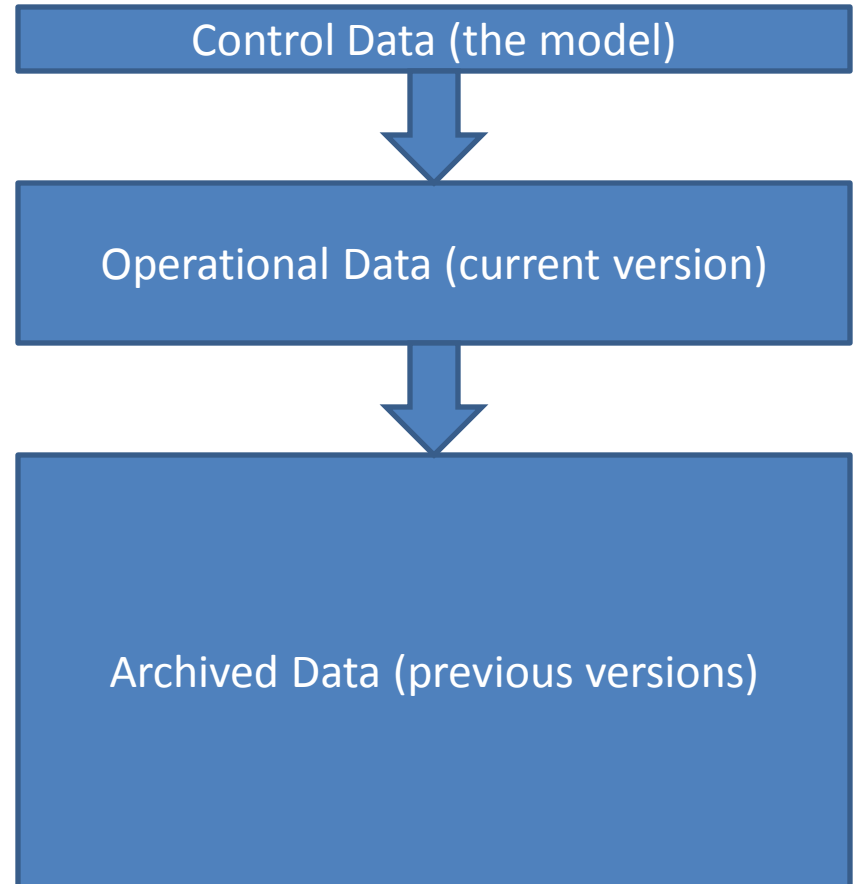 Control Data (the model)
Operational Data (current version)
Archived Data (previous versions)